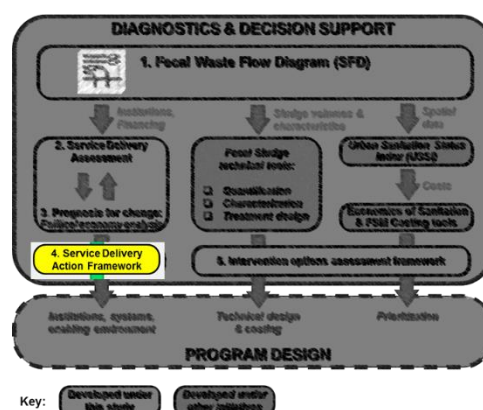 DIAGNOSTICS & DECISION SUPPORT
1. Fecal Waste Flow Diagram (SFD)
Institutions,
Financing
Sludge volumes &
characteristics
Spatial
data
2. Service Delivery
Assessment
Fecal Sludge
technical tools:
Quantification
Characterization
Treatment design
Urban Sanitation Status
Index (USSI)
Costs
3. Prognosis for change:
Political economy analysis
Economics of Sanitation
& FSM Costing tools
4. Service Delivery
Action Framework
5. Intervention options assessment framework
Institutions, systems,
enabling environment
Technical design
& costing
Prioritization
PROGRAM DESIGN
Key:
Developed under
this study
Developed under
other initiatives